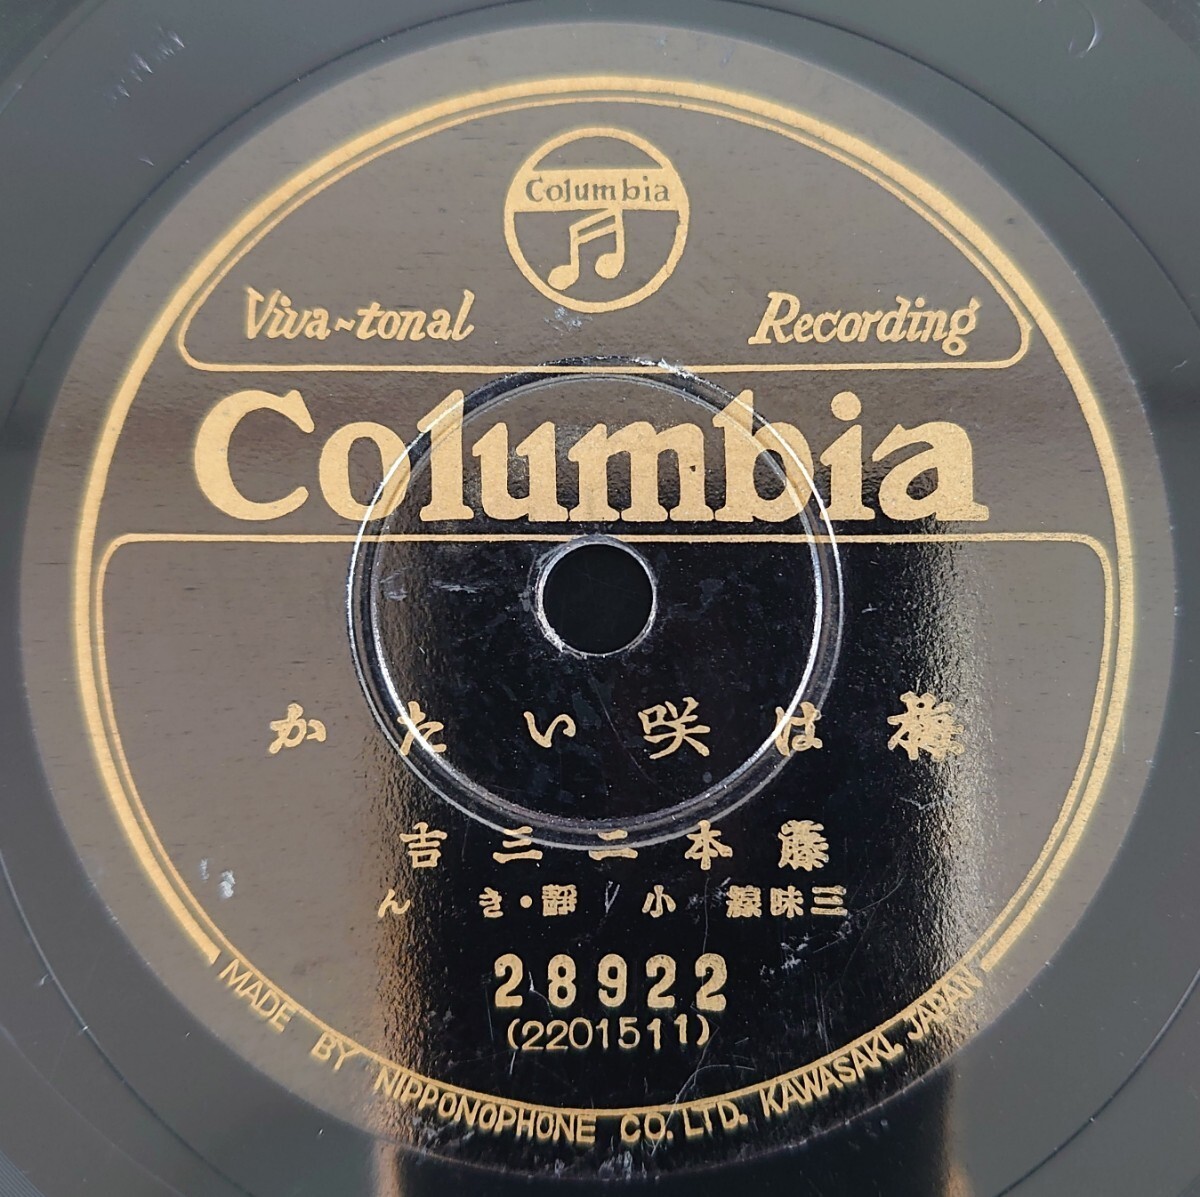 Columbia
Viva-tonal Recording
Columbia
梅は咲いたか
藤本二三吉
三味線 小静・きん
28922
(2201511)
MADE BY NIPPONOPHONE CO. LTD. KAWASAKI, JAPAN